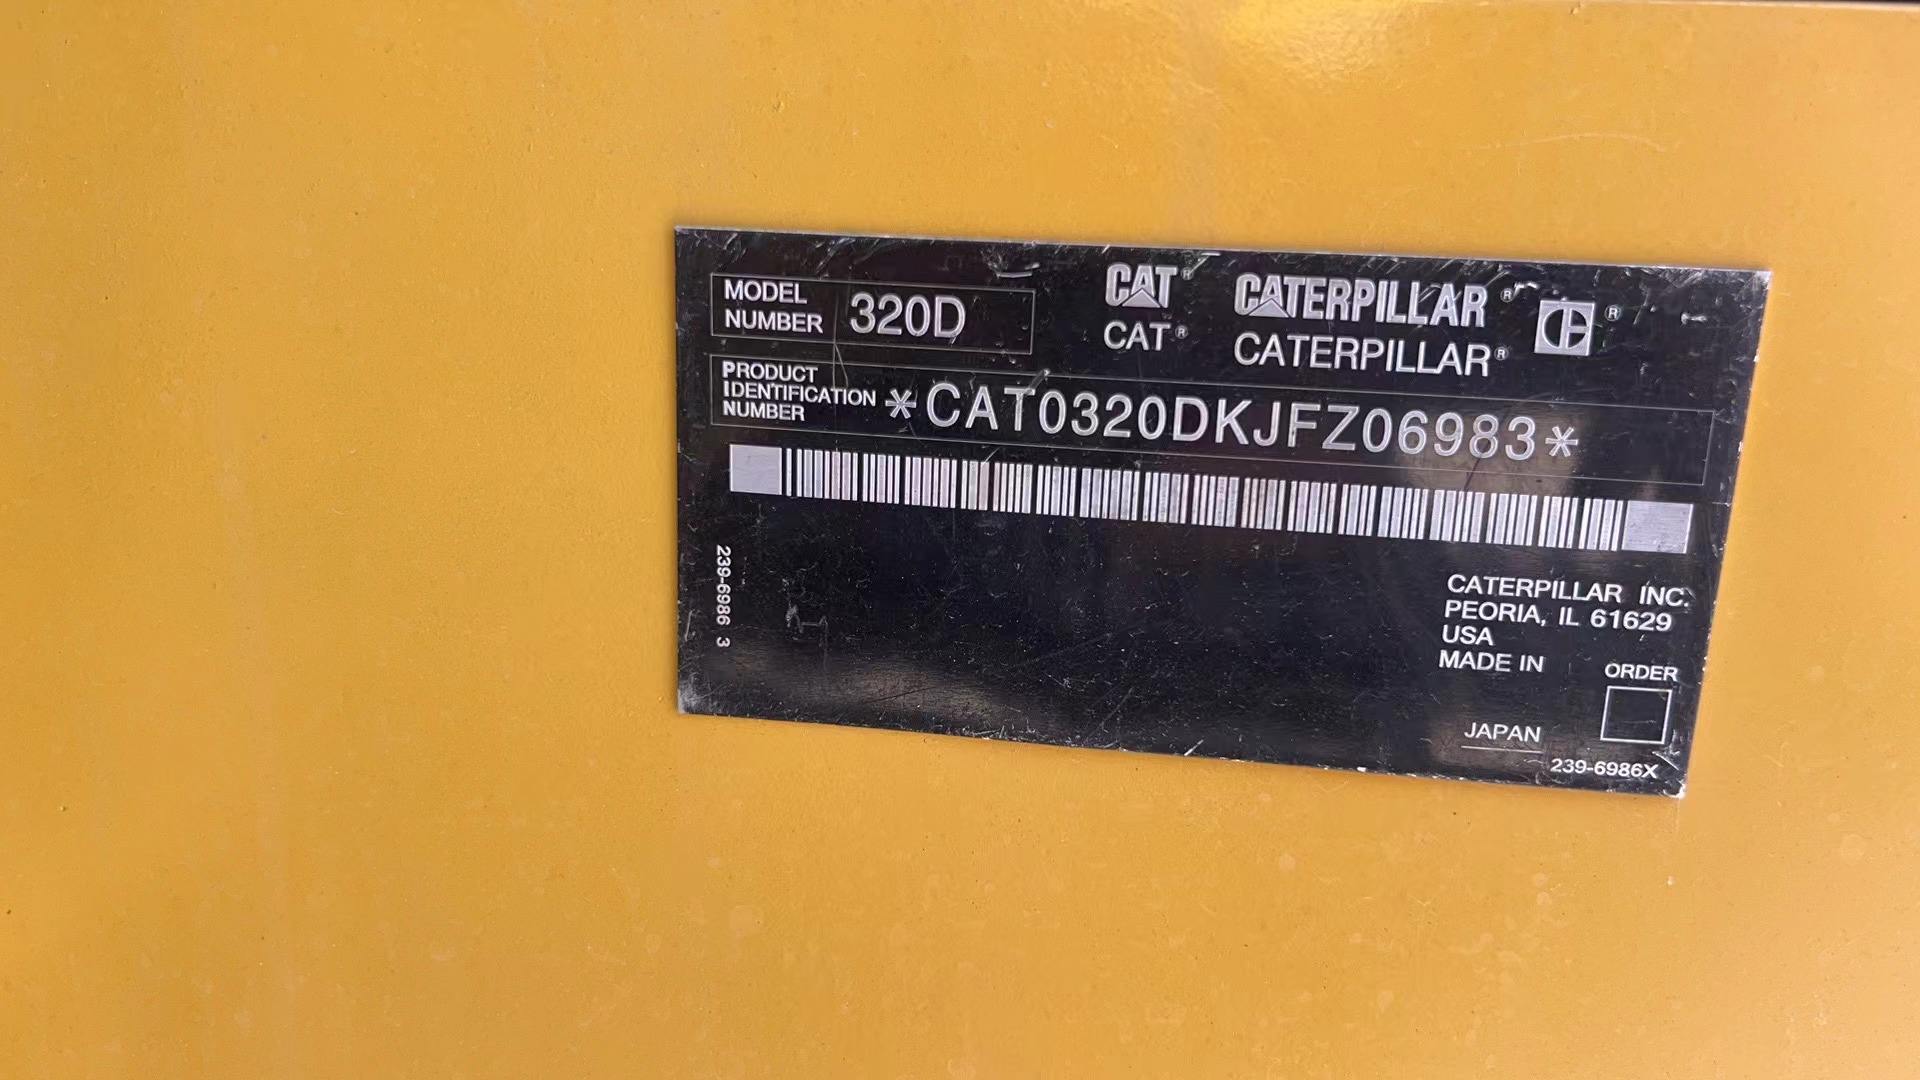 MODEL NUMBER 320D
CAT® CATERPILLAR® CE®
CAT® CATERPILLAR®
PRODUCT IDENTIFICATION NUMBER *CAT0320DKJFZ06983*
239-6986 3
CATERPILLAR INC.
PEORIA, IL 61629
USA
MADE IN
ORDER
JAPAN
239-6986X